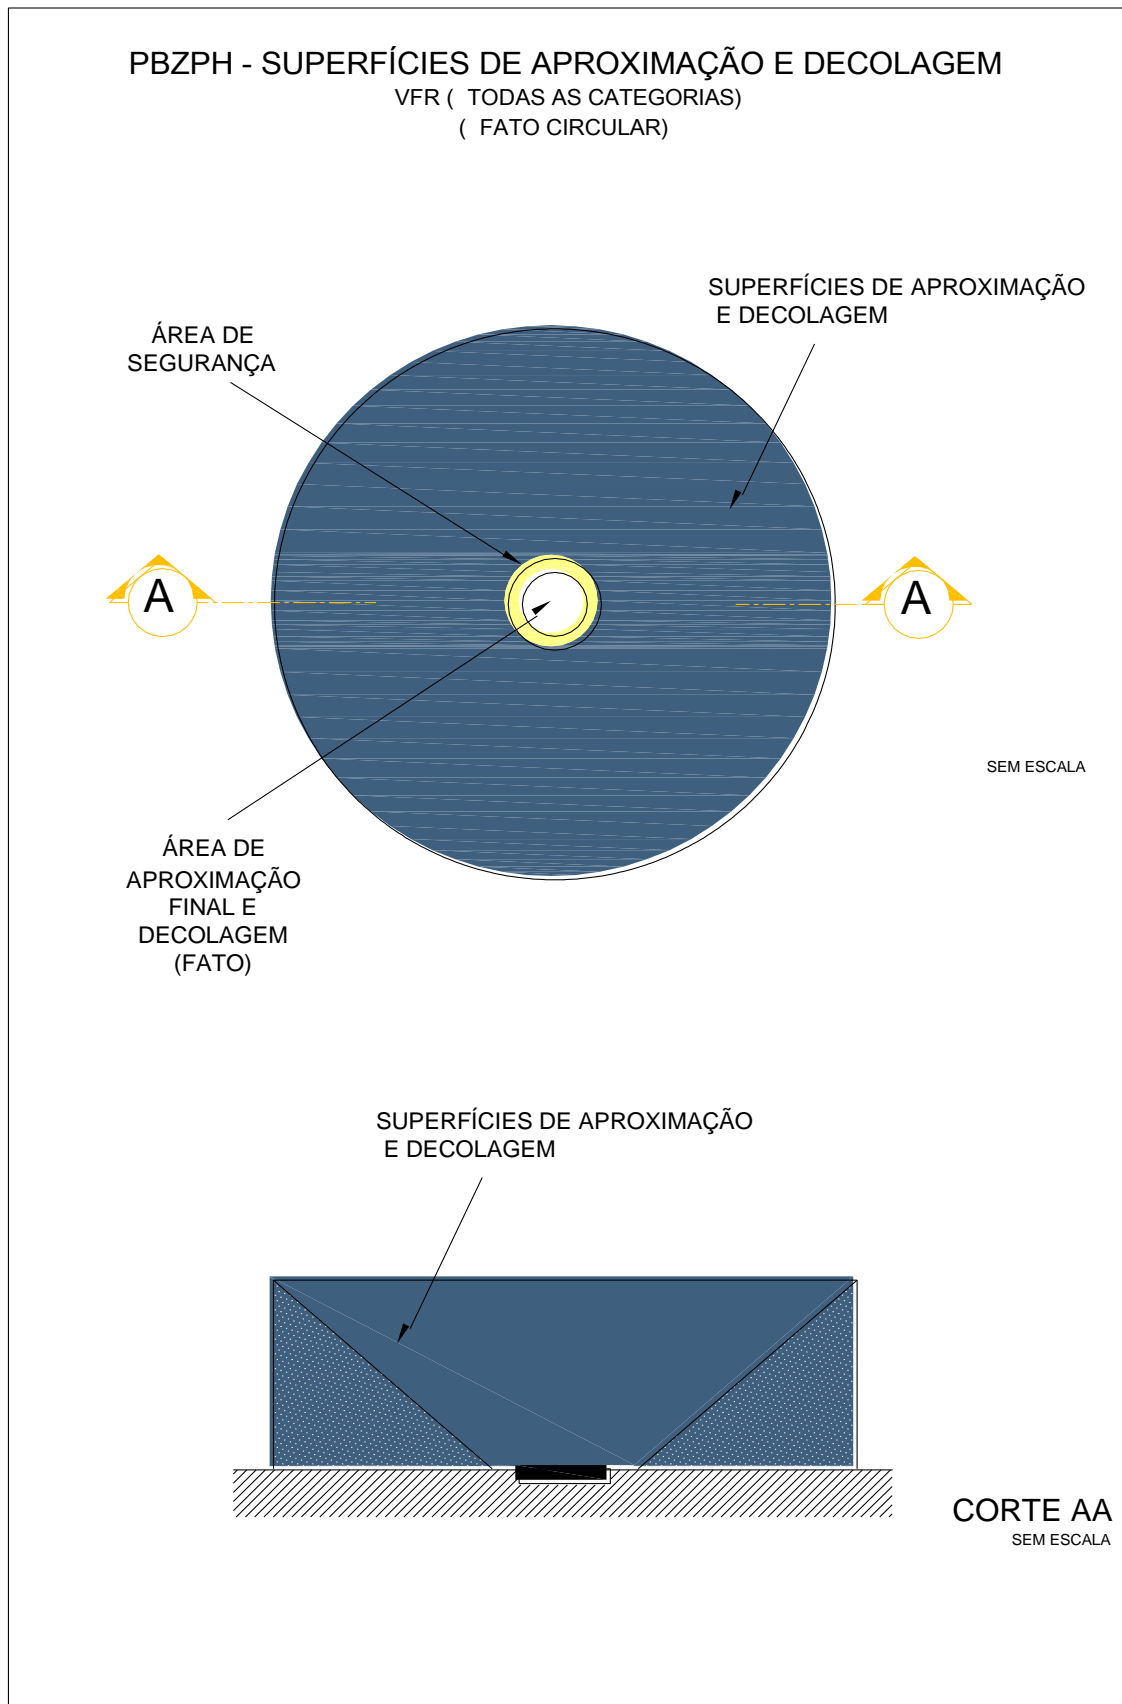 PBZPH - SUPERFÍCIES DE APROXIMAÇÃO E DECOLAGEM
VFR ( TODAS AS CATEGORIAS)
( FATO CIRCULAR)
SUPERFÍCIES DE APROXIMAÇÃO
E DECOLAGEM
ÁREA DE
SEGURANÇA
A
A
SEM ESCALA
ÁREA DE
APROXIMAÇÃO
FINAL E
DECOLAGEM
(FATO)
SUPERFÍCIES DE APROXIMAÇÃO
E DECOLAGEM
CORTE AA
SEM ESCALA